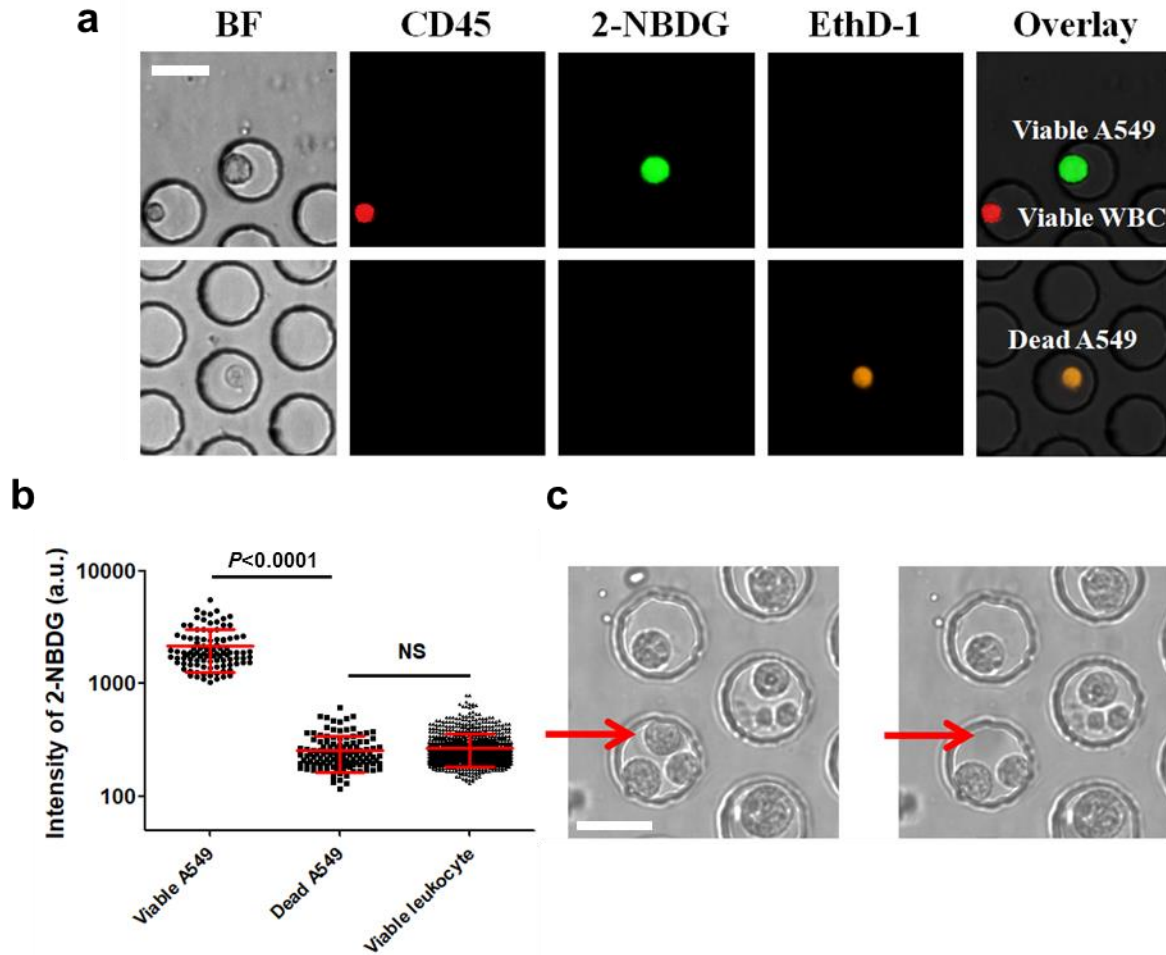 a
BF CD45 2-NBDG EthD-1 Overlay
Viable A549
Viable WBC
Dead A549
b
c
Intensity of 2-NBDG (a.u.)
10000
1000
100
P<0.0001
NS
Viable A549
Dead A549
Viable leukocyte